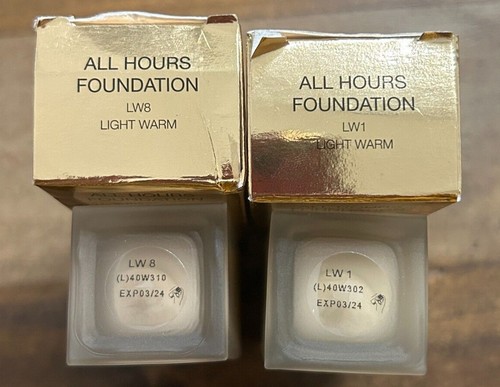 ALL HOURS
FOUNDATION
LW8
LIGHT WARM
ALL HOURS
FOUNDATION
LW1
LIGHT WARM
LW 8
(L)40W310
EXP03/24
LW 1
(L)40W302
EXP03/24